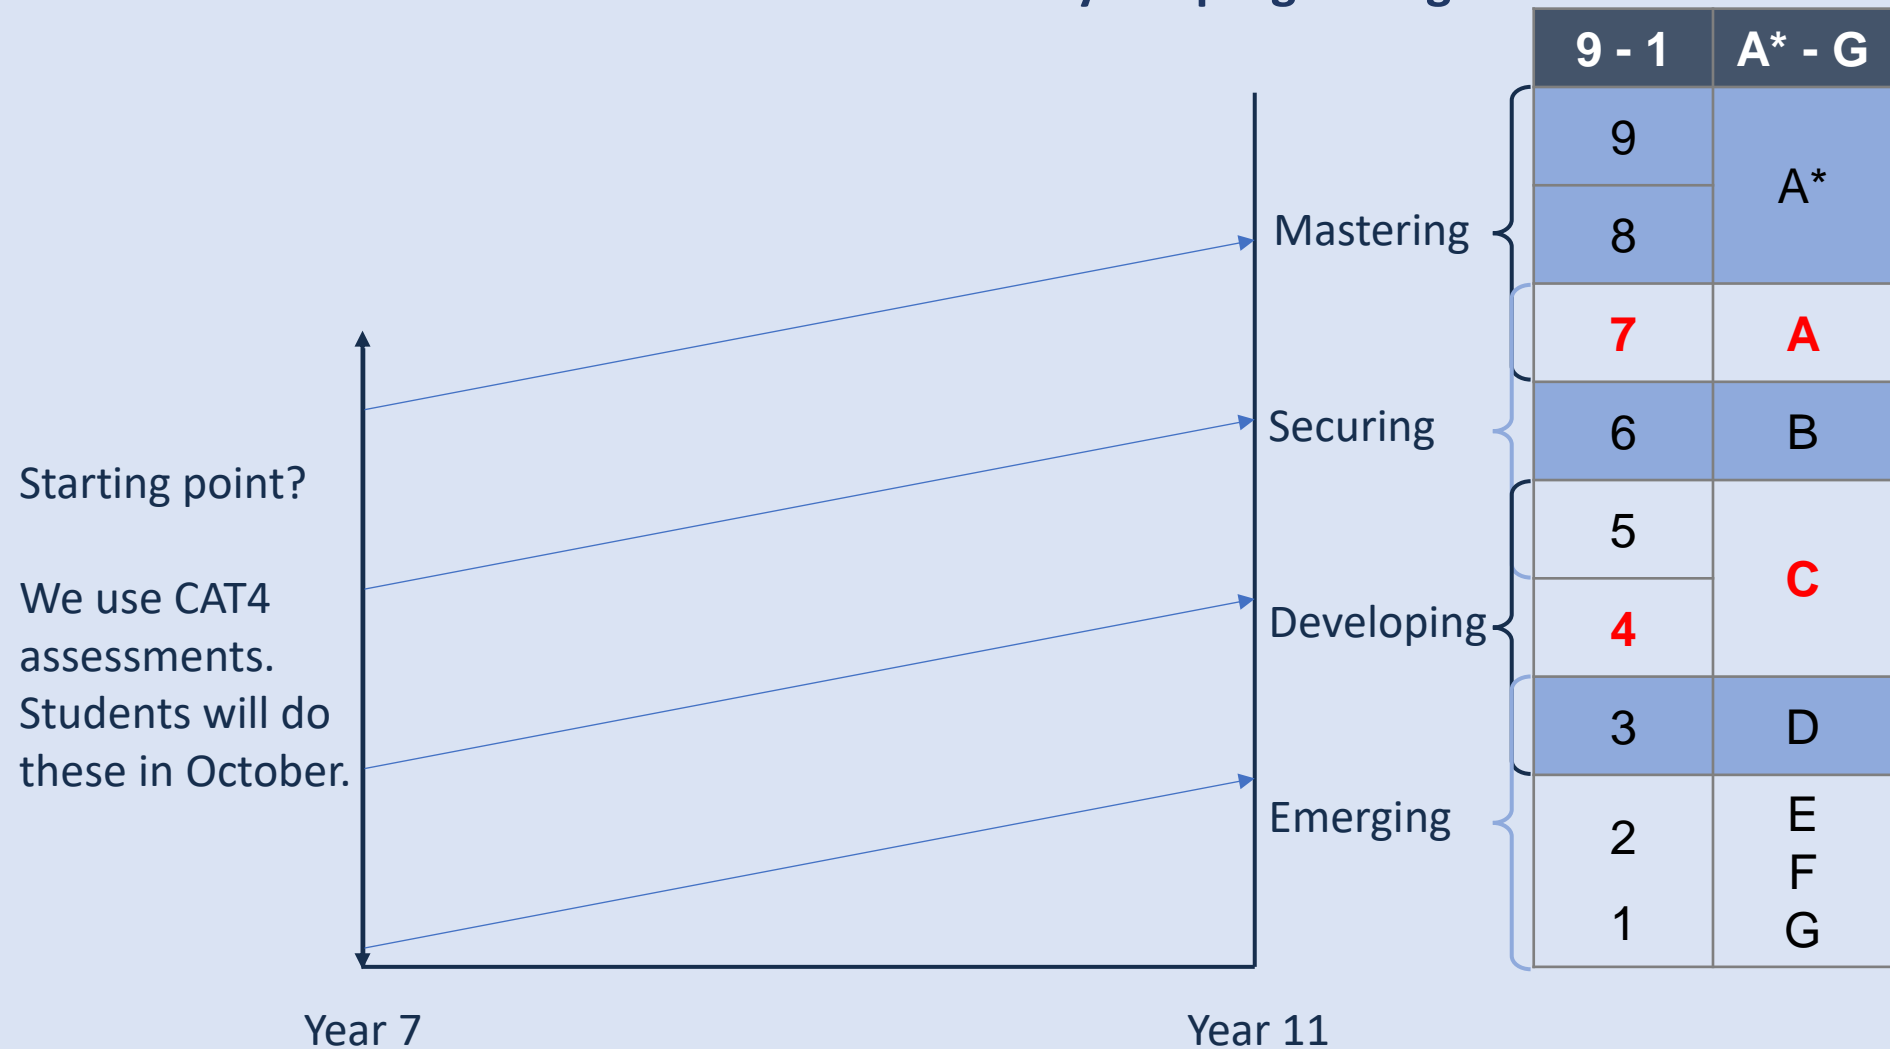 9 - 1 A* - G
9
A*
8
Mastering
7 A
Securing
6 B
Starting point?
5
C
We use CAT4
assessments.
Students will do
these in October.
Developing
4
3 D
Emerging
2
1
E
F
G
Year 7
Year 11